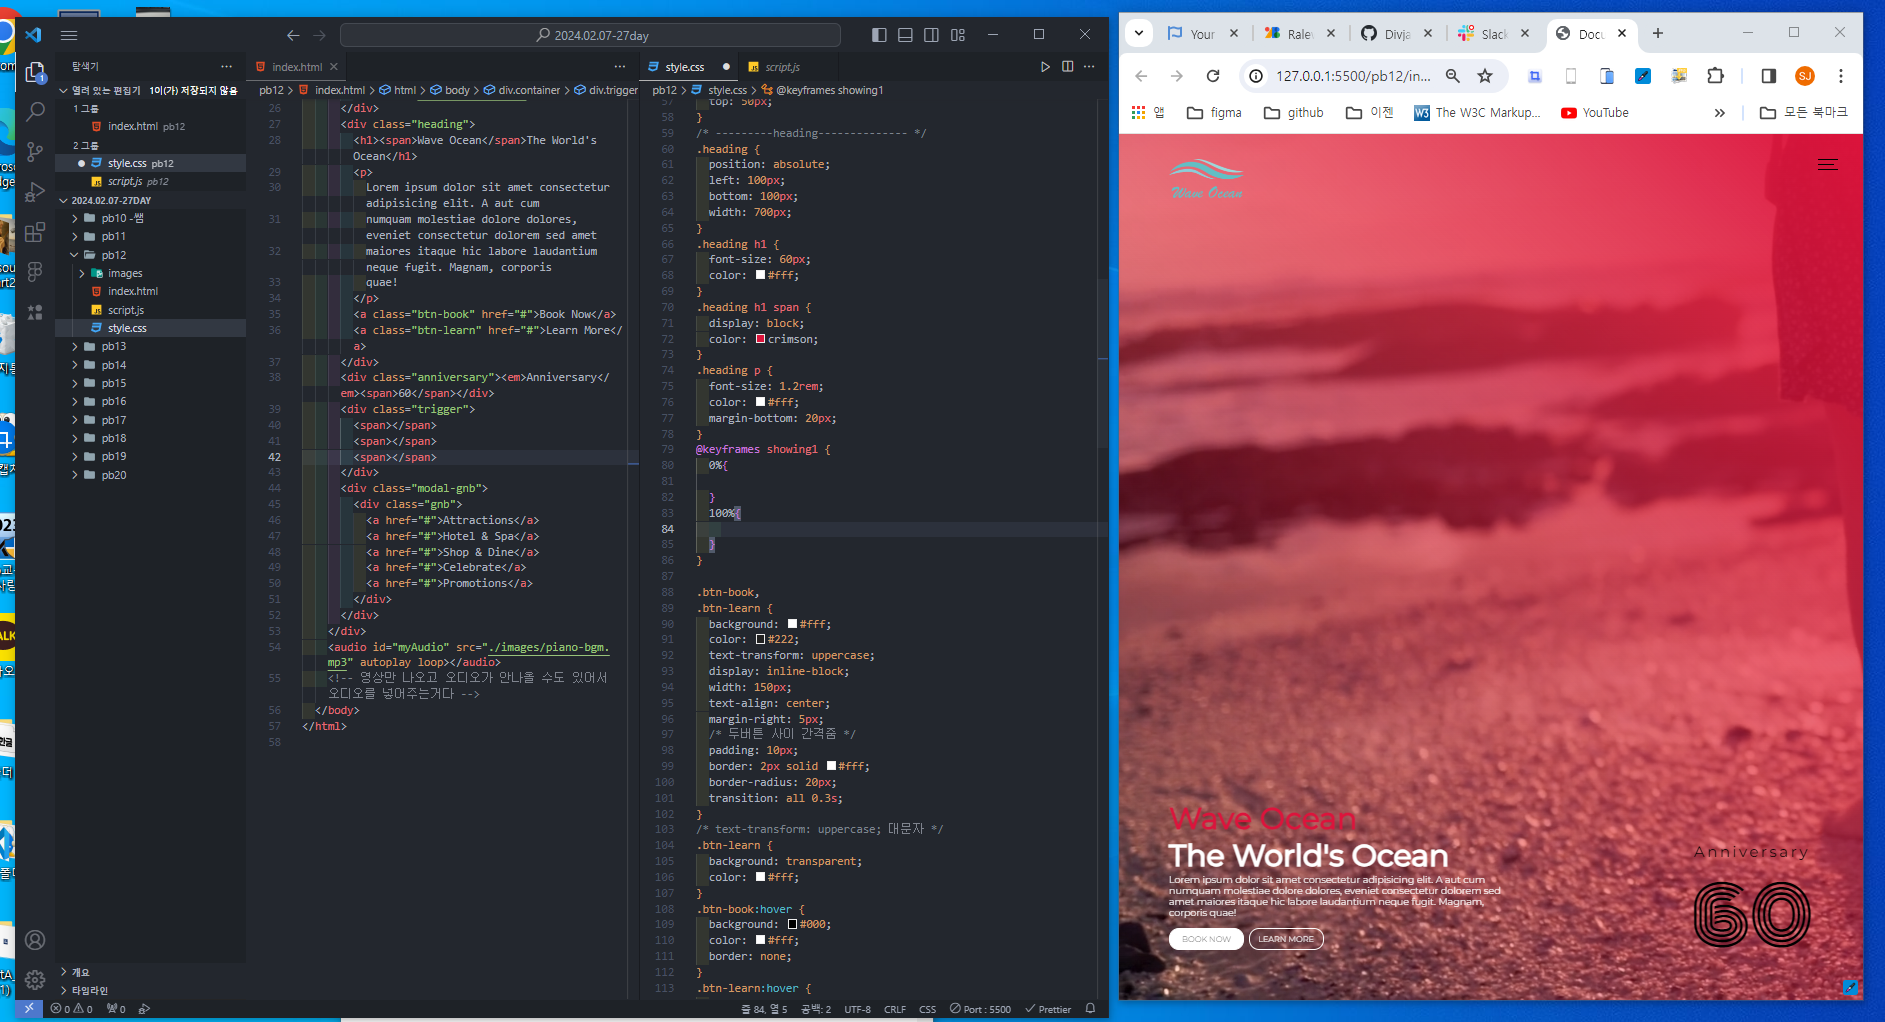 2024.02.07-27day
탐색기
열려 있는 편집기 1이(가) 저장되지 않음
1 그룹
index.html pb12
2 그룹
style.css pb12
script.js pb12
2024.02.07-27DAY
pb10 -쌤
pb11
pb12
images
index.html
script.js
style.css
pb13
pb14
pb15
pb16
pb17
pb18
pb19
pb20
개요
타임라인
index.html
pb12 > index.html > html > body > div.container > div.trigger
26 </div>
27 <div class="heading">
28 <h1><span>Wave Ocean</span>The World's
Ocean</h1>
29 <p>
30 Lorem ipsum dolor sit amet consectetur
adipisicing elit. A aut cum
31 numquam molestiae dolore dolores,
eveniet consectetur dolorem sed amet
32 maiores itaque hic labore laudantium
neque fugit. Magnam, corporis
33 quae!
34 </p>
35 <a class="btn-book" href="#">Book Now</a>
36 <a class="btn-learn" href="#">Learn More</
a>
37 </div>
38 <div class="anniversary"><em>Anniversary</
em><span>60</span></div>
39 <div class="trigger">
40 <span></span>
41 <span></span>
42 <span></span>
43 </div>
44 <div class="modal-gnb">
45 <div class="gnb">
46 <a href="#">Attractions</a>
47 <a href="#">Hotel & Spa</a>
48 <a href="#">Shop & Dine</a>
49 <a href="#">Celebrate</a>
50 <a href="#">Promotions</a>
51 </div>
52 </div>
53 </div>
54 <audio id="myAudio" src="./images/piano-bgm.
mp3" autoplay loop></audio>
55 <!-- 영상만 나오고 오디오가 안나올 수도 있어서
오디오를 넣어주는거다 -->
56 </body>
57 </html>
58
style.css
script.js
pb12 > style.css > @keyframes showing1
57 top: 50px;
58 }
59 /* ---------heading-------------- */
60 .heading {
61 position: absolute;
62 left: 100px;
63 bottom: 100px;
64 width: 700px;
65 }
66 .heading h1 {
67 font-size: 60px;
68 color: #fff;
69 }
70 .heading h1 span {
71 display: block;
72 color: crimson;
73 }
74 .heading p {
75 font-size: 1.2rem;
76 color: #fff;
77 margin-bottom: 20px;
78 }
79 @keyframes showing1 {
80 0%{
81
82 }
83 100%{
84
85 }
86 }
87
88 .btn-book,
89 .btn-learn {
90 background: #fff;
91 color: #222;
92 text-transform: uppercase;
93 display: inline-block;
94 width: 150px;
95 text-align: center;
96 margin-right: 5px;
97 /* 두버튼 사이 간격줌 */
98 padding: 10px;
99 border: 2px solid #fff;
100 border-radius: 20px;
101 transition: all 0.3s;
102 }
103 /* text-transform: uppercase; 대문자 */
104 .btn-learn {
105 background: transparent;
106 color: #fff;
107 }
108 .btn-book:hover {
109 background: #000;
110 color: #fff;
111 border: none;
112 }
113 .btn-learn:hover {
0 0 0
줄 84, 열 5 공백: 2 UTF-8 CRLF CSS Port : 5500 Prettier
Your
Rale
Divja
Slack
Docu
127.0.0.1:5500/pb12/in...
SJ
앱 figma github 이젠 The W3C Markup... YouTube » 모든 북마크
Wave Ocean
Wave Ocean
The World's Ocean
Lorem ipsum dolor sit amet consectetur adipisicing elit. A aut cum
numquam molestiae dolore dolores, eveniet consectetur dolorem sed
amet maiores itaque hic labore laudantium neque fugit. Magnam,
corporis quae!
BOOK NOW LEARN MORE
Anniversary
60